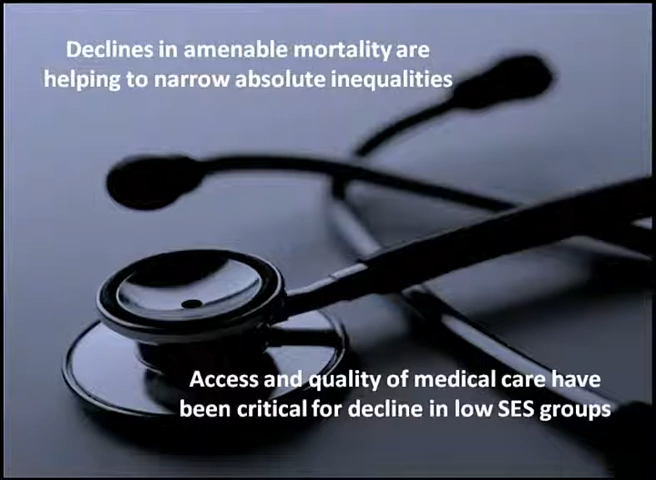 Declines in amenable mortality are
helping to narrow absolute inequalities
Access and quality of medical care have
been critical for decline in low SES groups